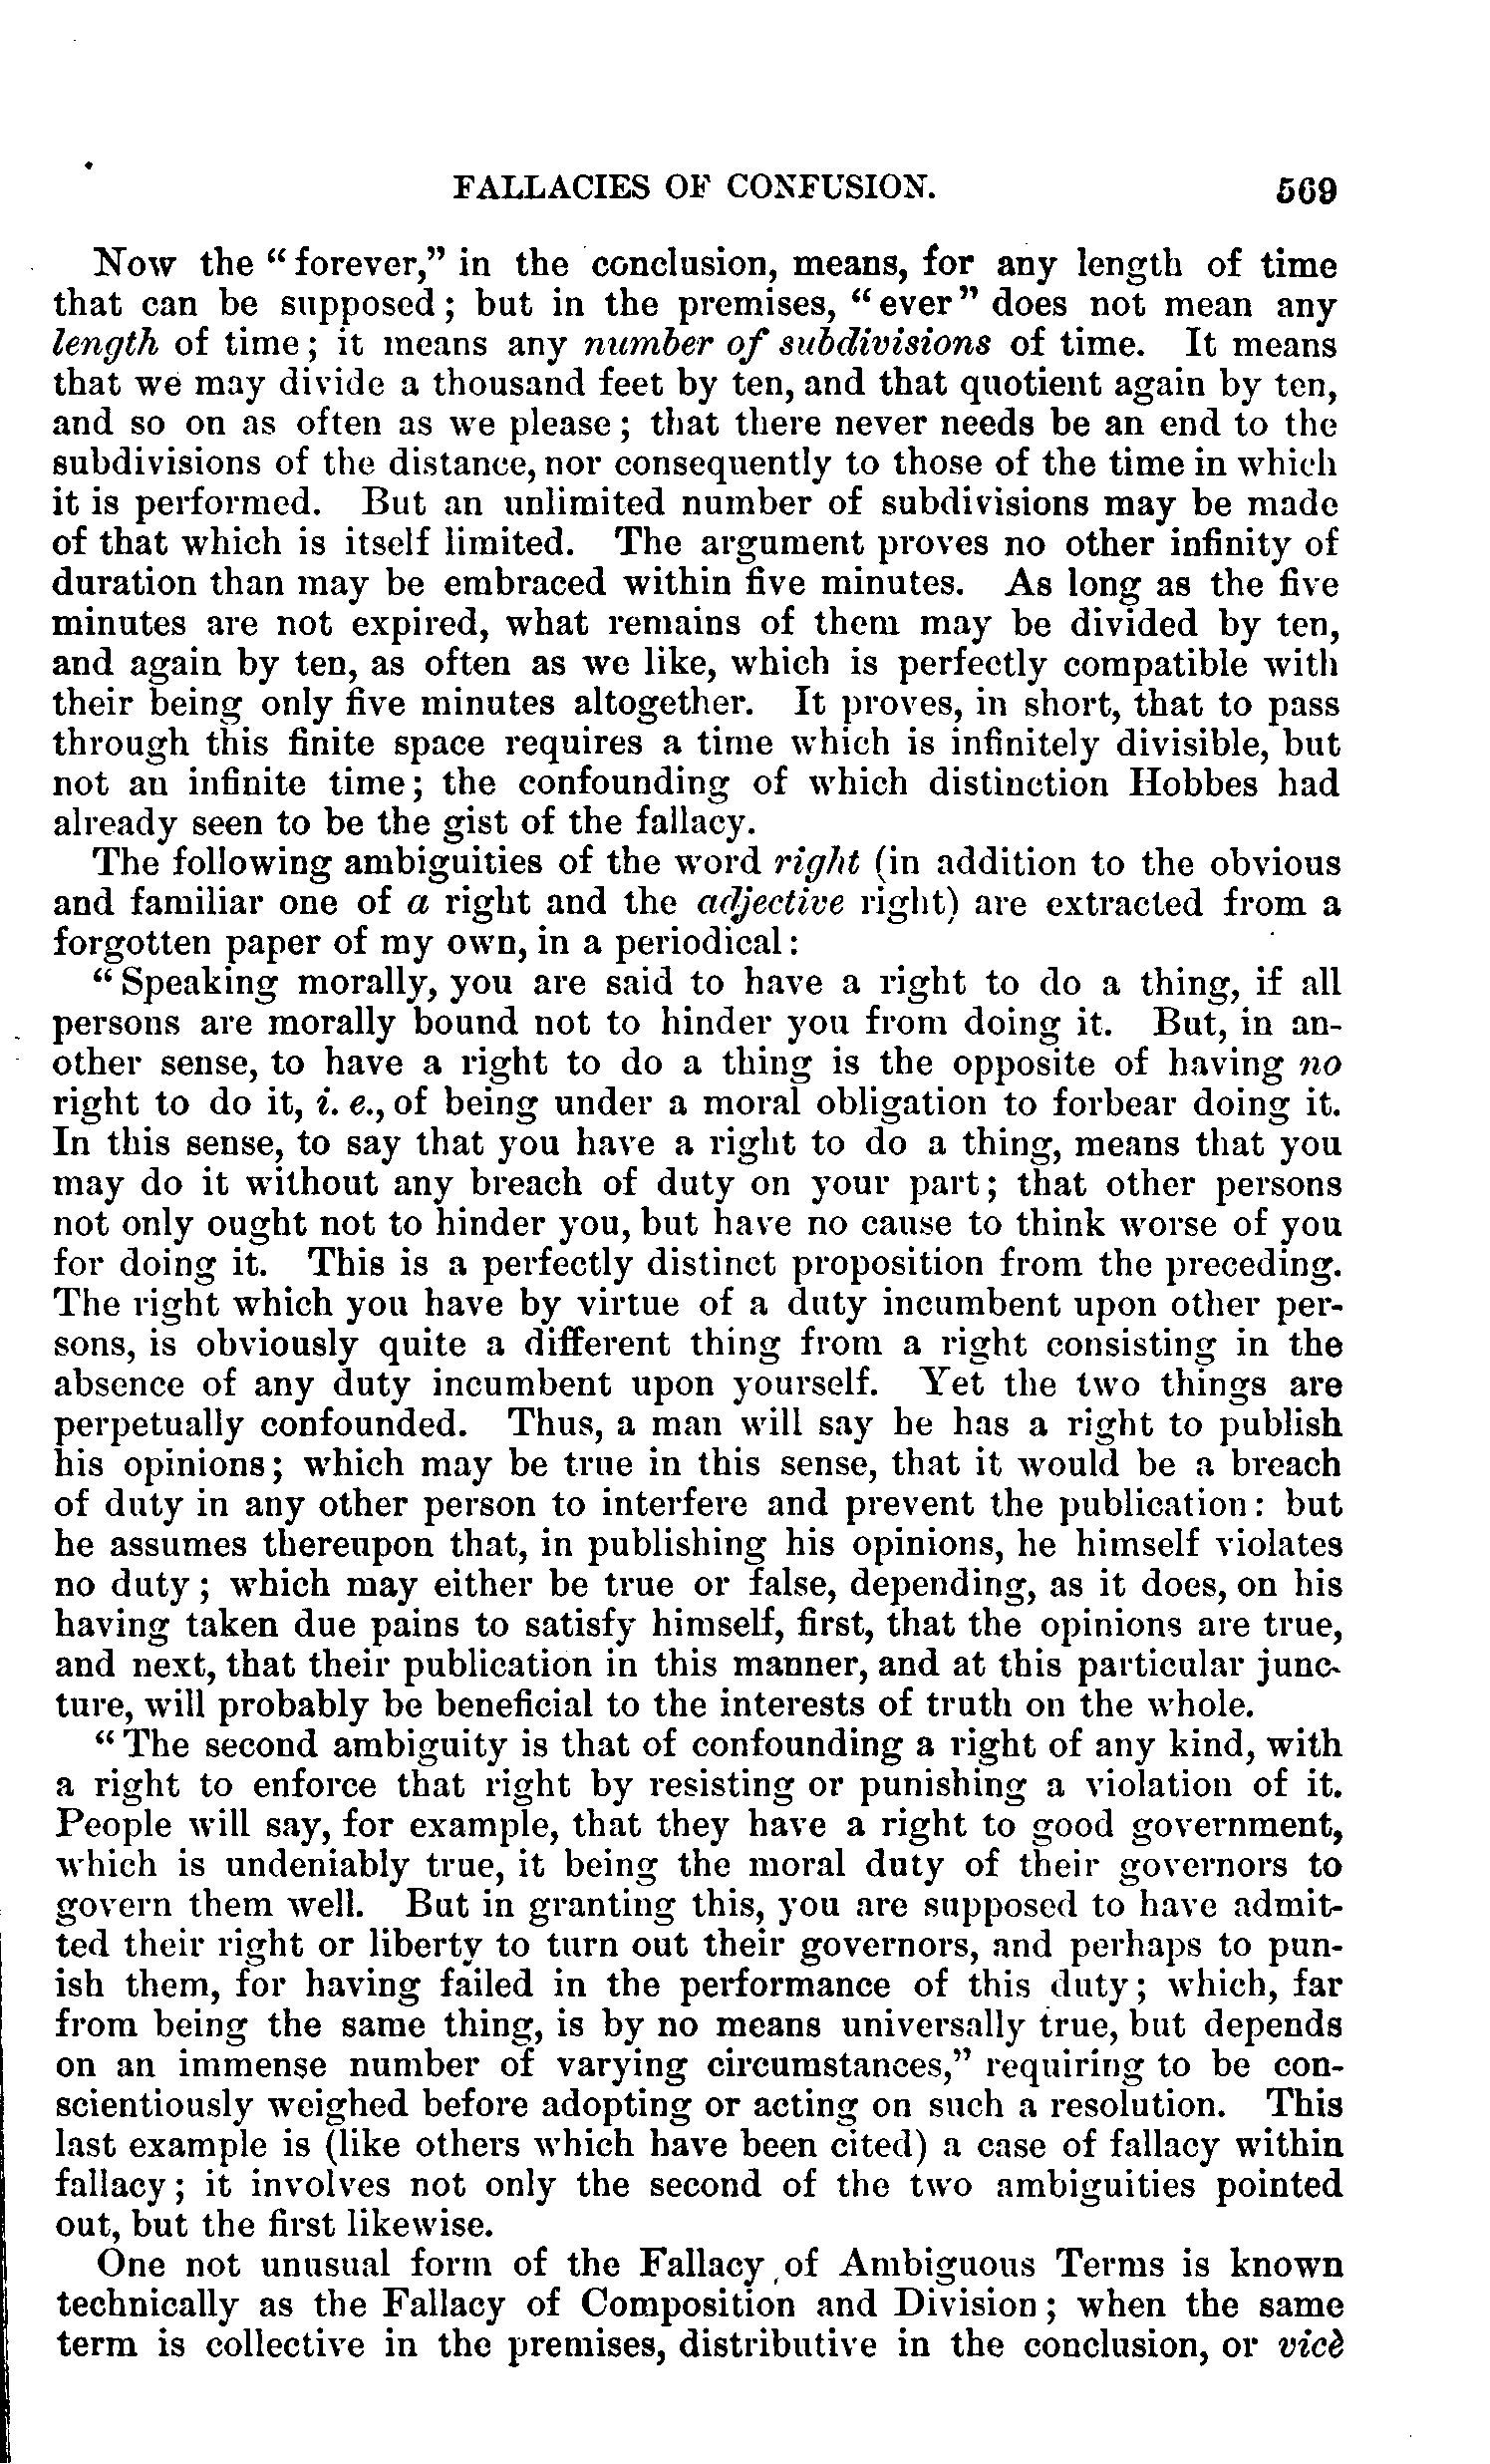 FALLACIES OF CONFUSION. 569
Now the “forever,” in the conclusion, means, for any length of time
that can be supposed; but in the premises, “ever” does not mean any
length of time; it means any number of subdivisions of time. It means
that we may divide a thousand feet by ten, and that quotient again by ten,
and so on as often as we please; that there never needs be an end to the
subdivisions of the distance, nor consequently to those of the time in which
it is performed. But an unlimited number of subdivisions may be made
of that which is itself limited. The argument proves no other infinity of
duration than may be embraced within five minutes. As long as the five
minutes are not expired, what remains of them may be divided by ten,
and again by ten, as often as we like, which is perfectly compatible with
their being only five minutes altogether. It proves, in short, that to pass
through this finite space requires a time which is infinitely divisible, but
not an infinite time; the confounding of which distinction Hobbes had
already seen to be the gist of the fallacy.
The following ambiguities of the word right (in addition to the obvious
and familiar one of a right and the adjective right) are extracted from a
forgotten paper of my own, in a periodical:
“Speaking morally, you are said to have a right to do a thing, if all
persons are morally bound not to hinder you from doing it. But, in an-
other sense, to have a right to do a thing is the opposite of having no
right to do it, i. e., of being under a moral obligation to forbear doing it.
In this sense, to say that you have a right to do a thing, means that you
may do it without any breach of duty on your part; that other persons
not only ought not to hinder you, but have no cause to think worse of you
for doing it. This is a perfectly distinct proposition from the preceding.
The right which you have by virtue of a duty incumbent upon other per-
sons, is obviously quite a different thing from a right consisting in the
absence of any duty incumbent upon yourself. Yet the two things are
perpetually confounded. Thus, a man will say he has a right to publish
his opinions; which may be true in this sense, that it would be a breach
of duty in any other person to interfere and prevent the publication: but
he assumes thereupon that, in publishing his opinions, he himself violates
no duty; which may either be true or false, depending, as it does, on his
having taken due pains to satisfy himself, first, that the opinions are true,
and next, that their publication in this manner, and at this particular junc-
ture, will probably be beneficial to the interests of truth on the whole.
“The second ambiguity is that of confounding a right of any kind, with
a right to enforce that right by resisting or punishing a violation of it.
People will say, for example, that they have a right to good government,
which is undeniably true, it being the moral duty of their governors to
govern them well. But in granting this, you are supposed to have admit-
ted their right or liberty to turn out their governors, and perhaps to pun-
ish them, for having failed in the performance of this duty; which, far
from being the same thing, is by no means universally true, but depends
on an immense number of varying circumstances,” requiring to be con-
scientiously weighed before adopting or acting on such a resolution. This
last example is (like others which have been cited) a case of fallacy within
fallacy; it involves not only the second of the two ambiguities pointed
out, but the first likewise.
One not unusual form of the Fallacy of Ambiguous Terms is known
technically as the Fallacy of Composition and Division; when the same
term is collective in the premises, distributive in the conclusion, or vicè